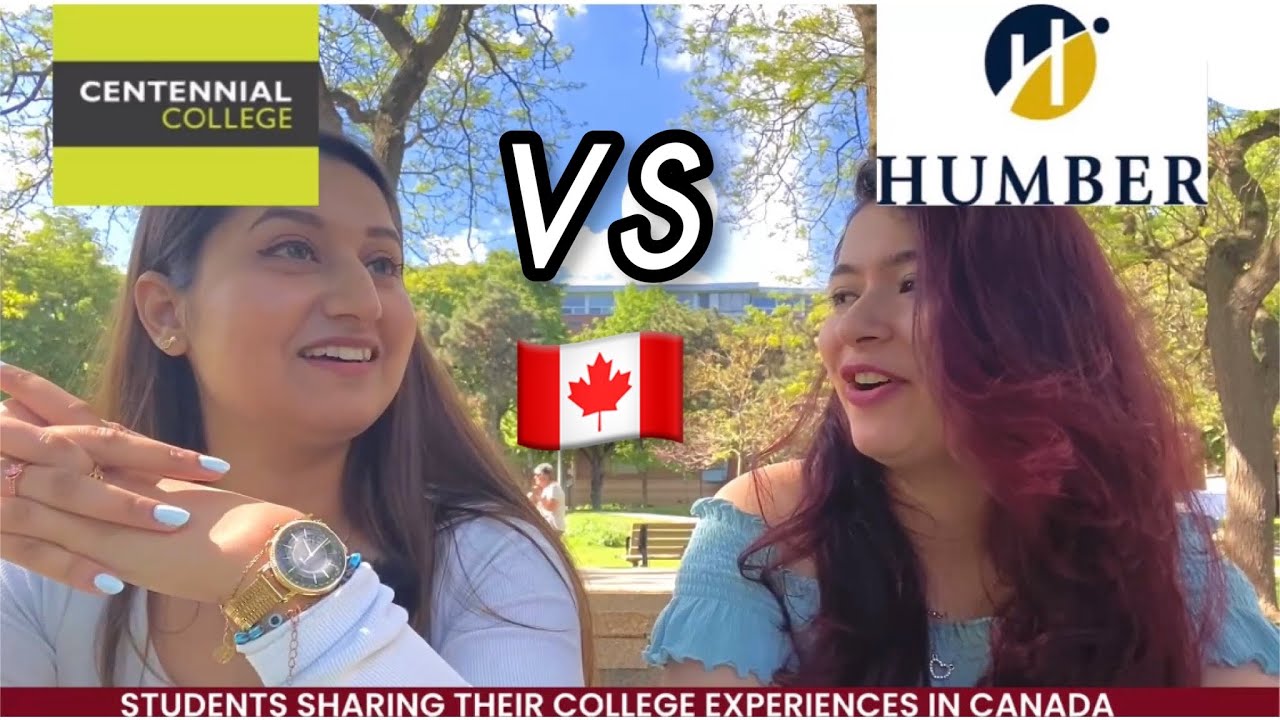 CENTENNIAL
COLLEGE
VS
H
HUMBER
STUDENTS SHARING THEIR COLLEGE EXPERIENCES IN CANADA